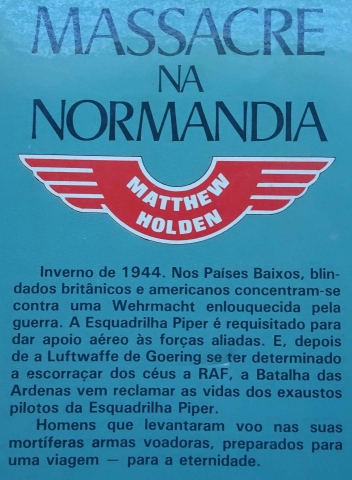 MASSACRE
NA
NORMANDIA
MATTHEW
HOLDEN
Inverno de 1944. Nos Países Baixos, blin-
dados britânicos e americanos concentram-se
contra uma Wehrmacht enlouquecida pela
guerra. A Esquadrilha Piper é requisitado para
dar apoio aéreo às forças aliadas. E, depois
de a Luftwaffe de Goering se ter determinado
a escorraçar dos céus a RAF, a Batalha das
Ardenas vem reclamar as vidas dos exaustos
pilotos da Esquadrilha Piper.
Homens que levantaram voo nas suas
mortíferas armas voadoras, preparados para
uma viagem — para a eternidade.